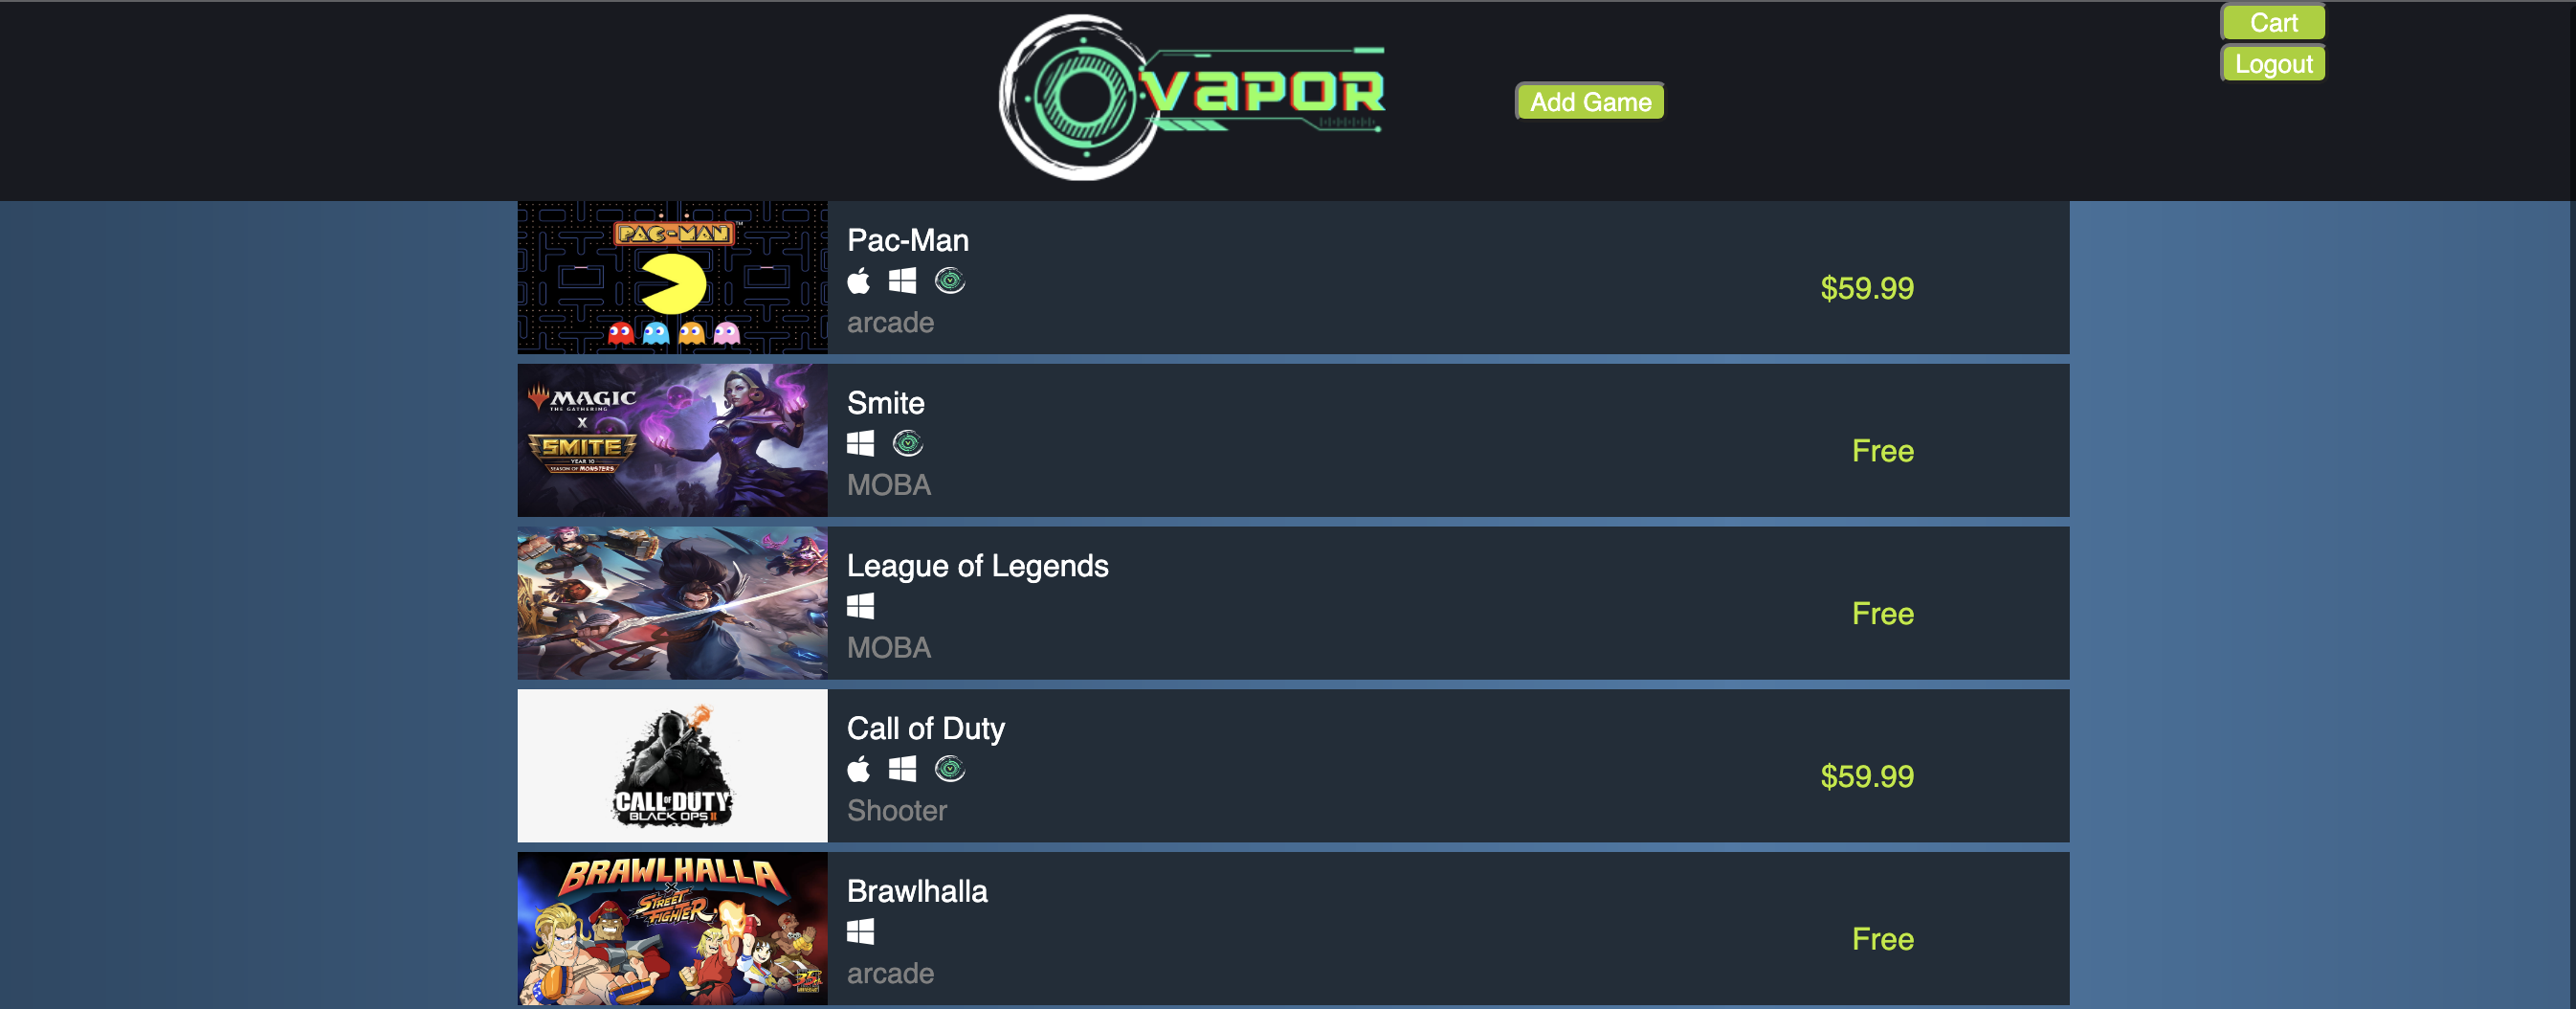 VAPOR
Cart
Logout
Add Game
PAC-MAN
Pac-Man
$59.99
arcade
MAGIC
THE GATHERING
X
SMITE
YEAR 10
SEASON OF MONSTERS
Smite
Free
MOBA
League of Legends
Free
MOBA
CALL OF DUTY
BLACK OPS II
Call of Duty
$59.99
Shooter
BRAWLHALLA
X
STREET
FIGHTER
Brawlhalla
Free
arcade